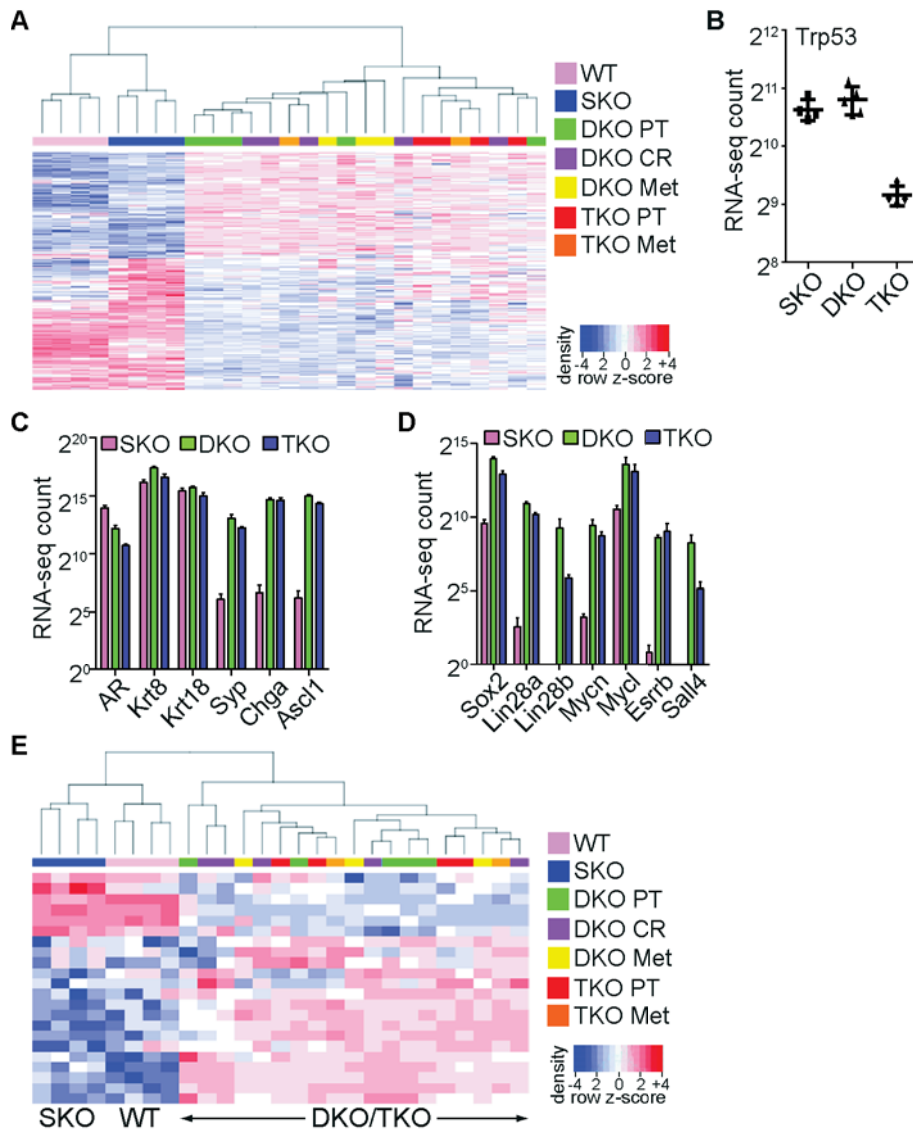 A
WT
SKO
DKO PT
DKO CR
DKO Met
TKO PT
TKO Met
density
-4 2 0 2 +4
row z-score
B
Trp53
RNA-seq count
2^12
2^11
2^10
2^9
2^8
SKO DKO TKO
C
SKO DKO TKO
RNA-seq count
2^20
2^15
2^10
2^5
2^0
AR Krt8 Krt18 Syp Chga Ascl1
D
SKO DKO TKO
RNA-seq count
2^15
2^10
2^5
2^0
Sox2 Lin28a Lin28b Mycn Mycl Esrrb Sall4
E
WT
SKO
DKO PT
DKO CR
DKO Met
TKO PT
TKO Met
density
-4 2 0 2 +4
row z-score
SKO WT DKO/TKO